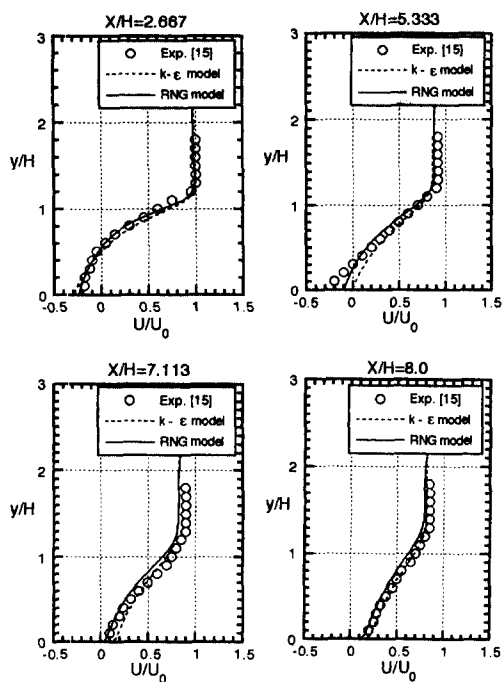 X/H=2.667
3
2
y/H
1
0
-0.5
0
0.5
1
1.5
U/U0
Exp. [15]
k - ε model
RNG model
X/H=5.333
3
2
y/H
1
0
-0.5
0
0.5
1
1.5
U/U0
Exp. [15]
k - ε model
RNG model
X/H=7.113
3
2
y/H
1
0
-0.5
0
0.5
1
1.5
U/U0
Exp. [15]
k - ε model
RNG model
X/H=8.0
3
2
y/H
1
0
-0.5
0
0.5
1
1.5
U/U0
Exp. [15]
k - ε model
RNG model